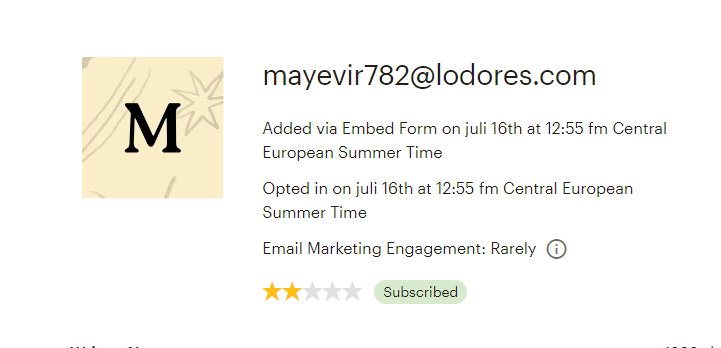 M
mayevir782@lodores.com
Added via Embed Form on juli 16th at 12:55 fm Central
European Summer Time
Opted in on juli 16th at 12:55 fm Central European
Summer Time
Email Marketing Engagement: Rarely
Subscribed